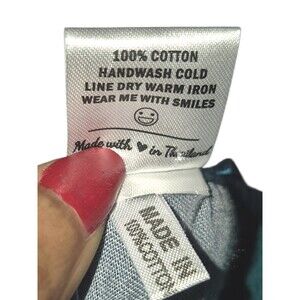 100% COTTON
HANDWASH COLD
LINE DRY WARM IRON
WEAR ME WITH SMILES
Made with ♥ in Thailand
MADE IN
100%COTTON